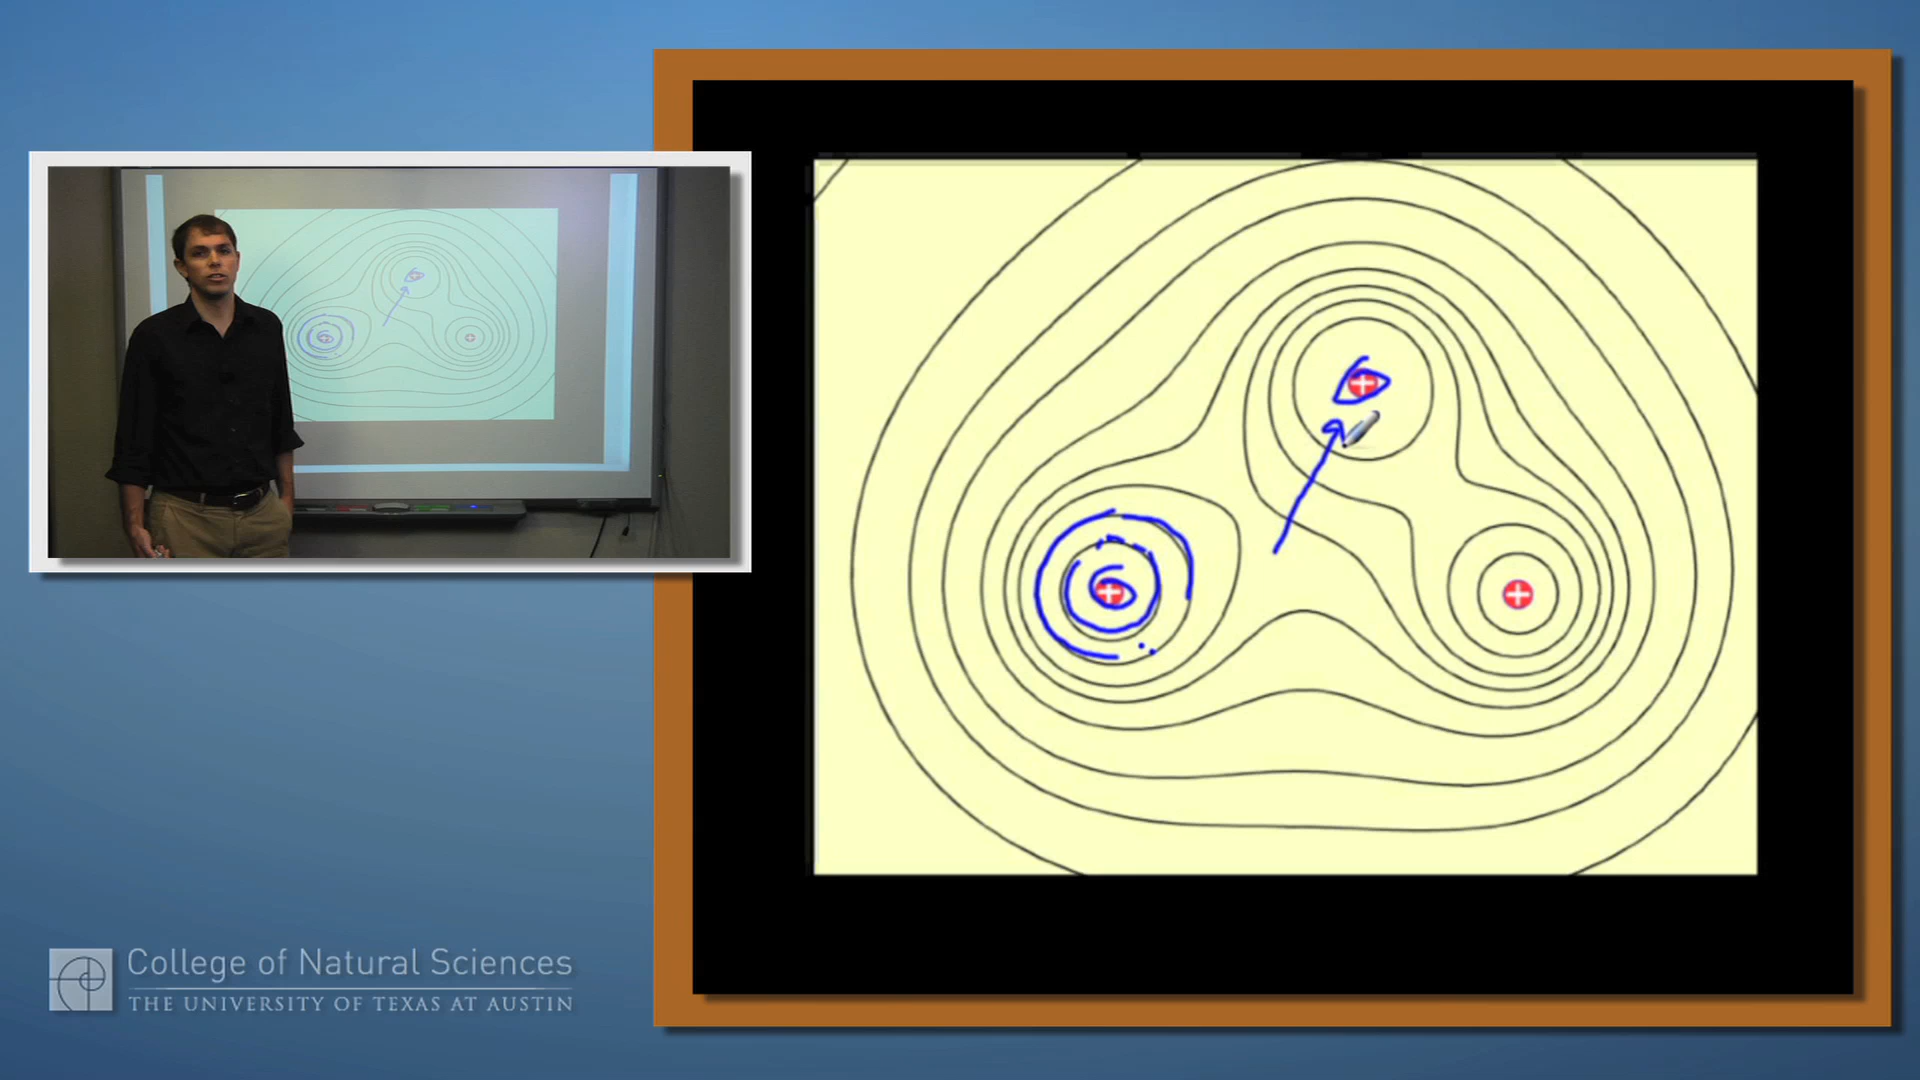 College of Natural Sciences
THE UNIVERSITY OF TEXAS AT AUSTIN
+
+
+